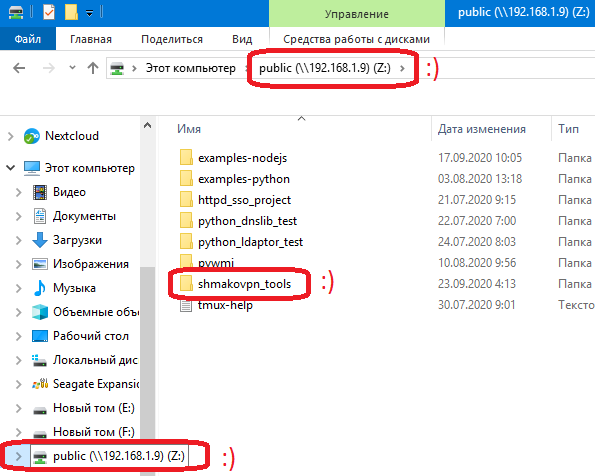 Управление
public (\\192.168.1.9) (Z:)
Файл Главная Поделиться Вид Средства работы с дисками
Этот компьютер > public (\\192.168.1.9) (Z:) > :)
Имя Дата изменения Тип
Nextcloud
Этот компьютер
Видео
Документы
Загрузки
Изображения
Музыка
Объемные объе
Рабочий стол
Локальный дис
Seagate Expansio
Новый том (E:)
Новый том (F:)
public (\\192.168.1.9) (Z:) :)
examples-nodejs 17.09.2020 10:05 Папка
examples-python 03.08.2020 13:18 Папка
httpd_sso_project 21.07.2020 9:15 Папка
python_dnslib_test 22.07.2020 7:00 Папка
python_ldaptor_test 24.07.2020 8:03 Папка
pywmi 10.08.2020 9:56 Папка
shmakovpn_tools :) 23.09.2020 4:13 Папка
tmux-help 30.07.2020 9:01 Тексто